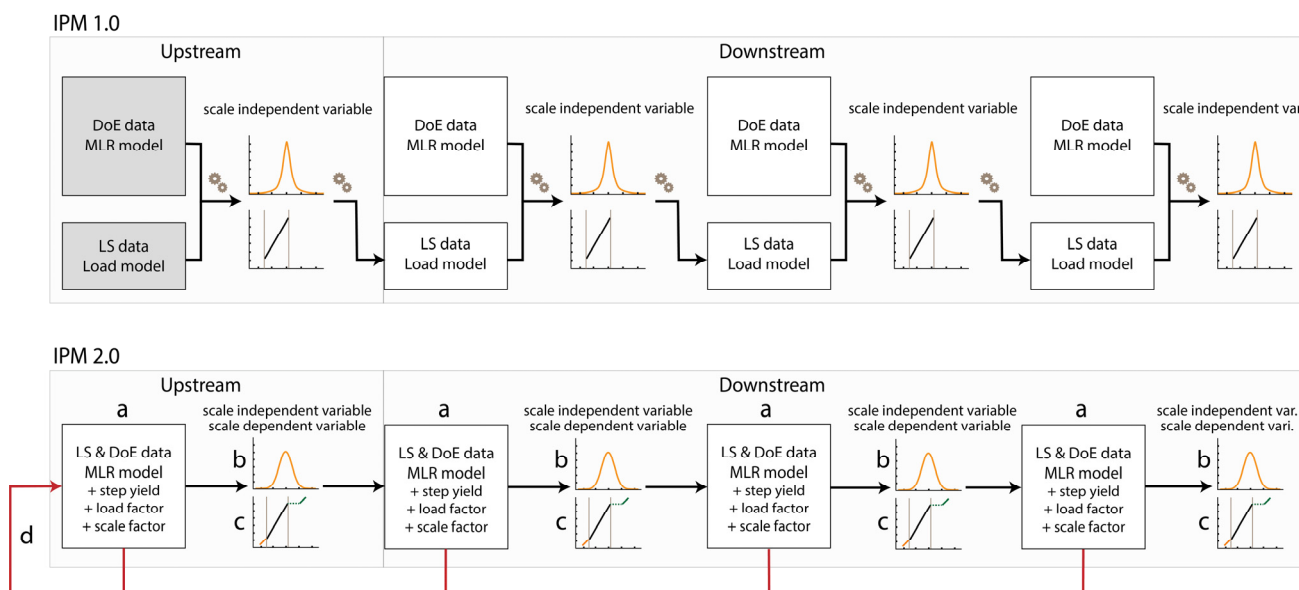 IPM 1.0
Upstream
Downstream
DoE data
MLR model
scale independent variable
LS data
Load model
DoE data
MLR model
scale independent variable
LS data
Load model
DoE data
MLR model
scale independent variable
LS data
Load model
DoE data
MLR model
scale independent va
LS data
Load model
IPM 2.0
Upstream
Downstream
a
scale independent variable
scale dependent variable
LS & DoE data
MLR model
+ step yield
+ load factor
+ scale factor
b
c
a
scale independent variable
scale dependent variable
LS & DoE data
MLR model
+ step yield
+ load factor
+ scale factor
b
c
a
scale independent variable
scale dependent variable
LS & DoE data
MLR model
+ step yield
+ load factor
+ scale factor
b
c
a
scale independent var.
scale dependent vari.
LS & DoE data
MLR model
+ step yield
+ load factor
+ scale factor
b
c
d